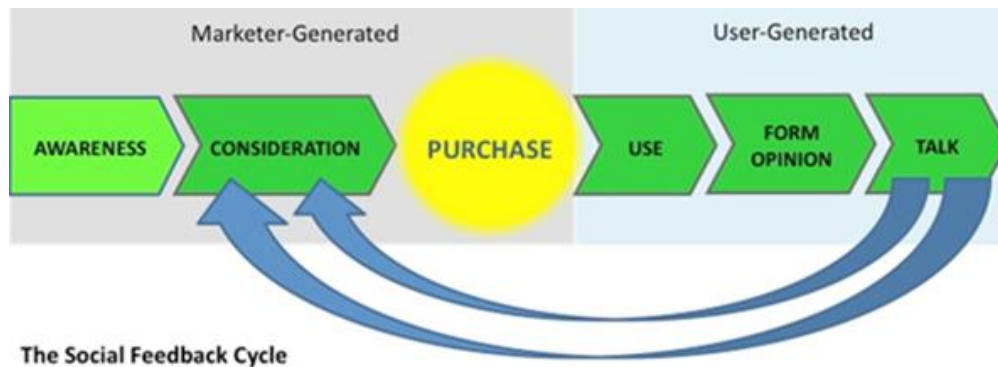 Marketer-Generated
User-Generated
AWARENESS
CONSIDERATION
PURCHASE
USE
FORM
OPINION
TALK
The Social Feedback Cycle